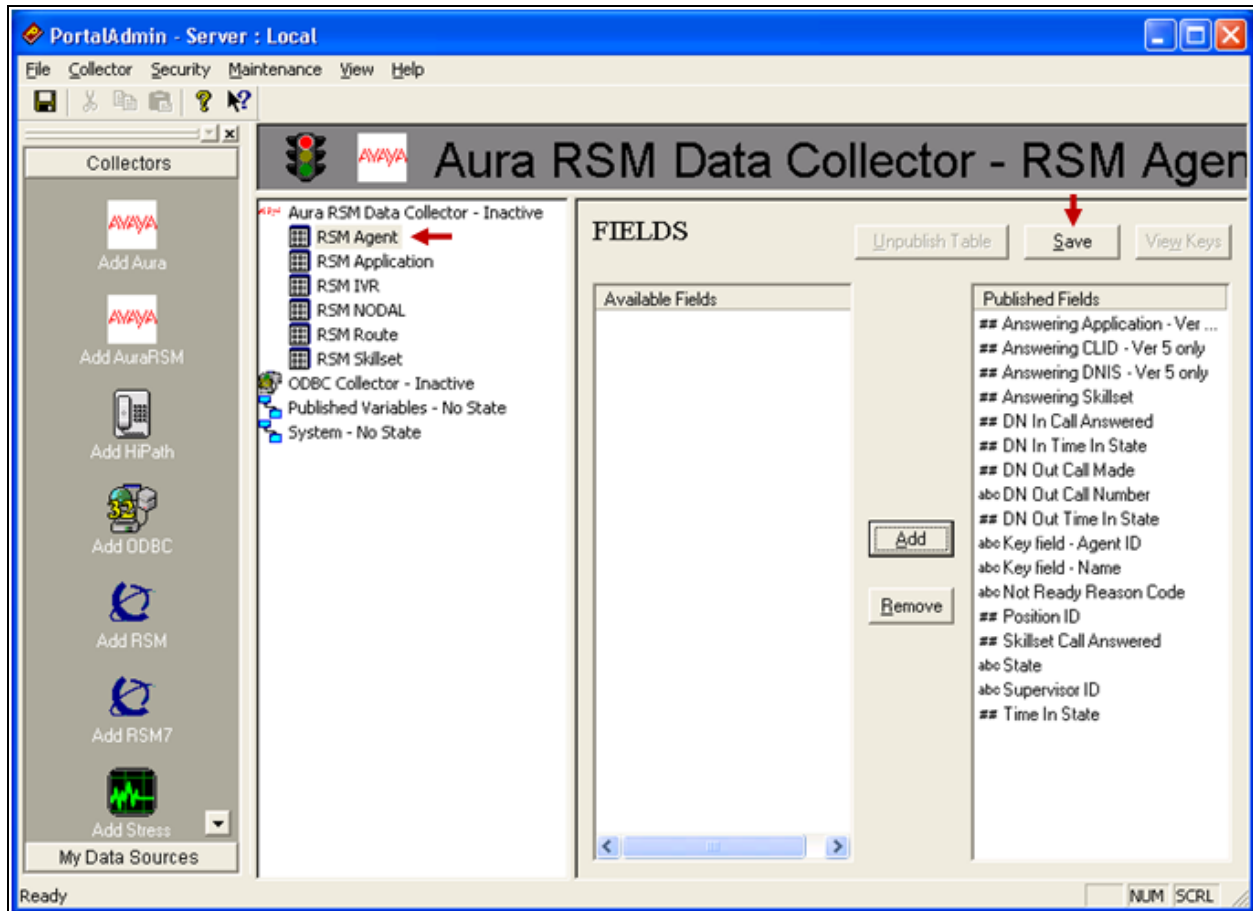 PortalAdmin - Server : Local
File Collector Security Maintenance View Help
Collectors
AVAYA
Add Aura
AVAYA
Add AuraRSM
Add HiPath
32
Add ODBC
Add RSM
Add RSM7
Add Stress
My Data Sources
AVAYA Aura RSM Data Collector - RSM Agen
Aura RSM Data Collector - Inactive
RSM Agent
RSM Application
RSM IVR
RSM NODAL
RSM Route
RSM Skillset
ODBC Collector - Inactive
Published Variables - No State
System - No State
FIELDS
Unpublish Table Save View Keys
Available Fields
Add
Remove
Published Fields
## Answering Application - Ver ...
## Answering CLID - Ver 5 only
## Answering DNIS - Ver 5 only
## Answering Skillset
## DN In Call Answered
## DN In Time In State
## DN Out Call Made
abc DN Out Call Number
## DN Out Time In State
abc Key field - Agent ID
abc Key field - Name
abc Not Ready Reason Code
## Position ID
## Skillset Call Answered
abc State
abc Supervisor ID
## Time In State
Ready NUM SCRL